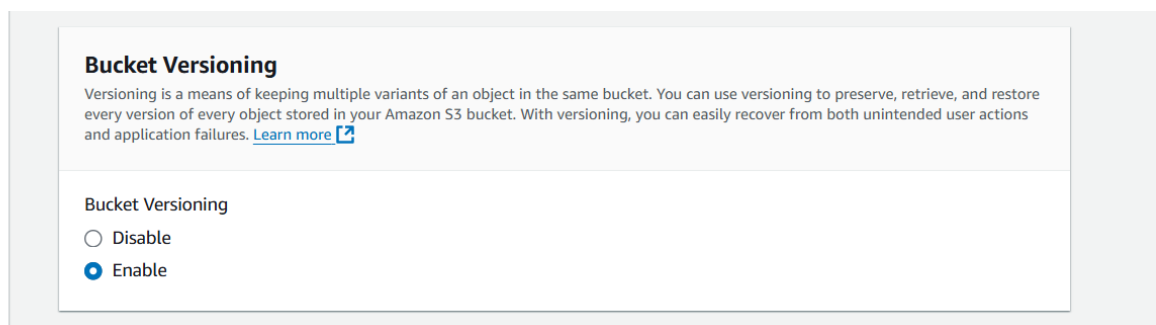 Bucket Versioning
Versioning is a means of keeping multiple variants of an object in the same bucket. You can use versioning to preserve, retrieve, and restore
every version of every object stored in your Amazon S3 bucket. With versioning, you can easily recover from both unintended user actions
and application failures. Learn more
Bucket Versioning
Disable
Enable